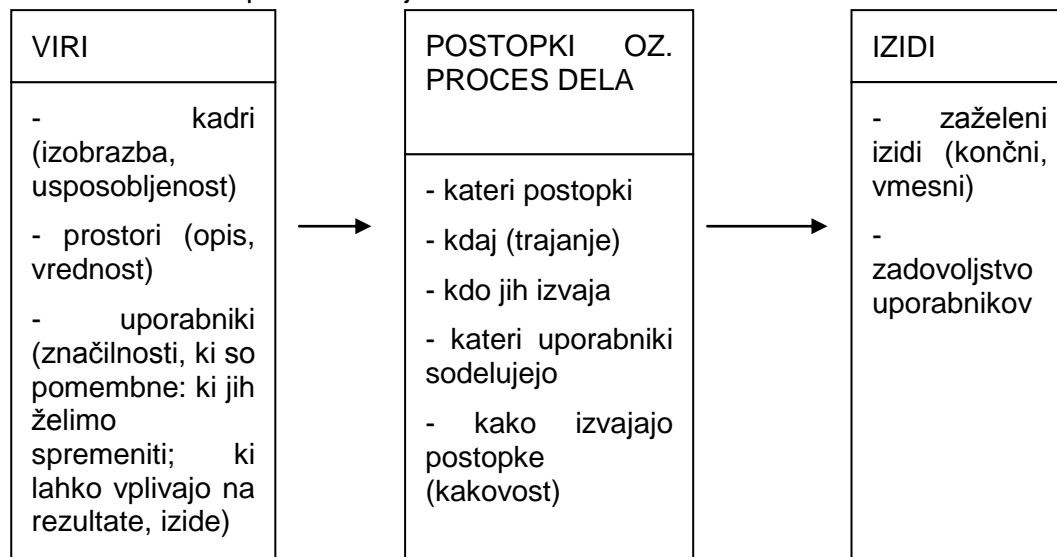 VIRI
- kadri
(izobrazba,
usposobljenost)
- prostori (opis,
vrednost)
- uporabniki
(značilnosti, ki so
pomembne: ki jih
želimo
spremeniti; ki
lahko vplivajo na
rezultate, izide)
POSTOPKI OZ.
PROCES DELA
- kateri postopki
- kdaj (trajanje)
- kdo jih izvaja
- kateri uporabniki
sodelujejo
- kako izvajajo
postopke
(kakovost)
IZIDI
- zaželeni
izidi (končni,
vmesni)
-
zadovoljstvo
uporabnikov